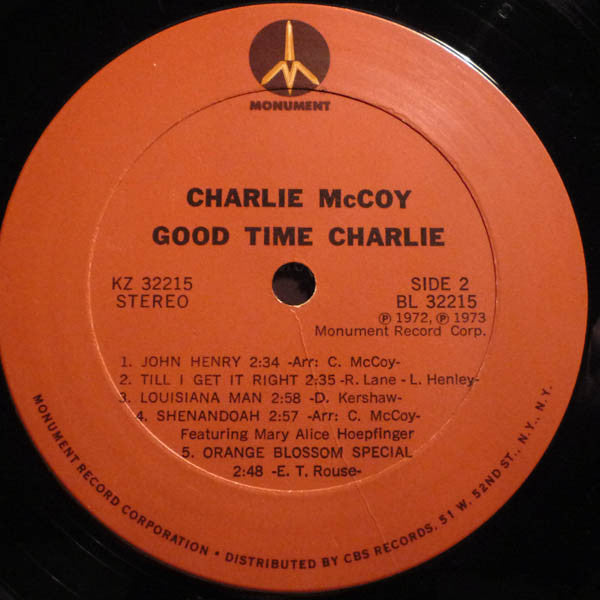 MONUMENT
CHARLIE McCOY
GOOD TIME CHARLIE
KZ 32215
STEREO
SIDE 2
BL 32215
Ⓟ 1972, Ⓟ 1973
Monument Record Corp.
1. JOHN HENRY 2:34 -Arr: C. McCoy-
2. TILL I GET IT RIGHT 2:35 -R. Lane - L. Henley-
3. LOUISIANA MAN 2:58 -D. Kershaw-
4. SHENANDOAH 2:57 -Arr: C. McCoy-
Featuring Mary Alice Hoepfinger
5. ORANGE BLOSSOM SPECIAL
2:48 -E. T. Rouse-
MONUMENT RECORD CORPORATION • DISTRIBUTED BY CBS RECORDS, 51 W. 52ND ST., N.Y., N.Y.